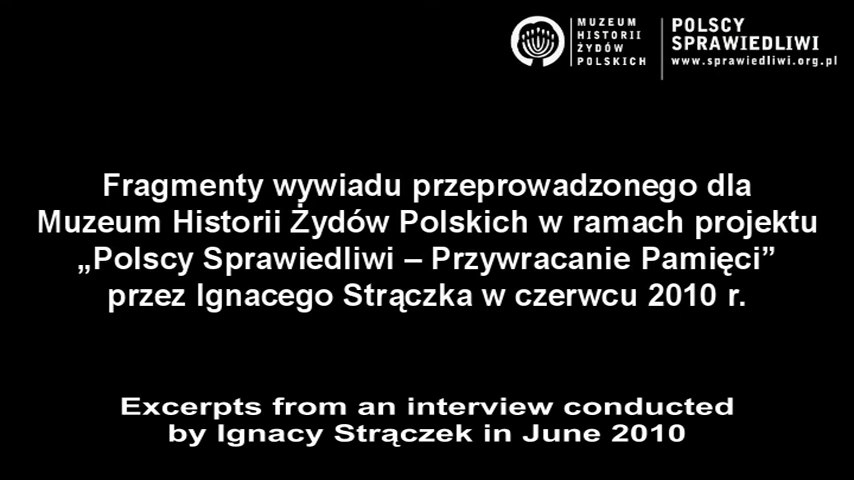 MUZEUM
HISTORII
ŻYDÓW
POLSKICH
POLSCY
SPRAWIEDLIWI
www.sprawiedliwi.org.pl
Fragmenty wywiadu przeprowadzonego dla
Muzeum Historii Żydów Polskich w ramach projektu
„Polscy Sprawiedliwi – Przywracanie Pamięci”
przez Ignacego Strączka w czerwcu 2010 r.
Excerpts from an interview conducted
by Ignacy Strączek in June 2010